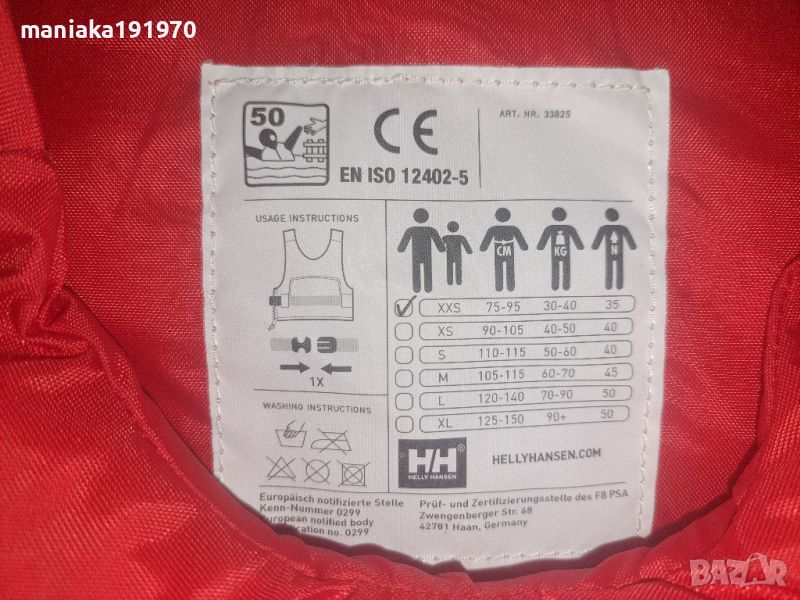 maniaka191970
50
CE
EN ISO 12402-5
ART. NR. 33825
USAGE INSTRUCTIONS
1X
WASHING INSTRUCTIONS
CM KG N
XXS 75-95 30-40 35
XS 90-105 40-50 40
S 110-115 50-60 40
M 105-115 60-70 45
L 120-140 70-90 50
XL 125-150 90+ 50
HH
HELLY HANSEN
HELLYHANSEN.COM
Europäisch notifizierte Stelle
Kenn-Nummer 0299
European notified body
no. 0299
Prüf- und Zertifizierungsstelle des FB PSA
Zwengenberger Str. 68
42781 Haan, Germany
BAZAR